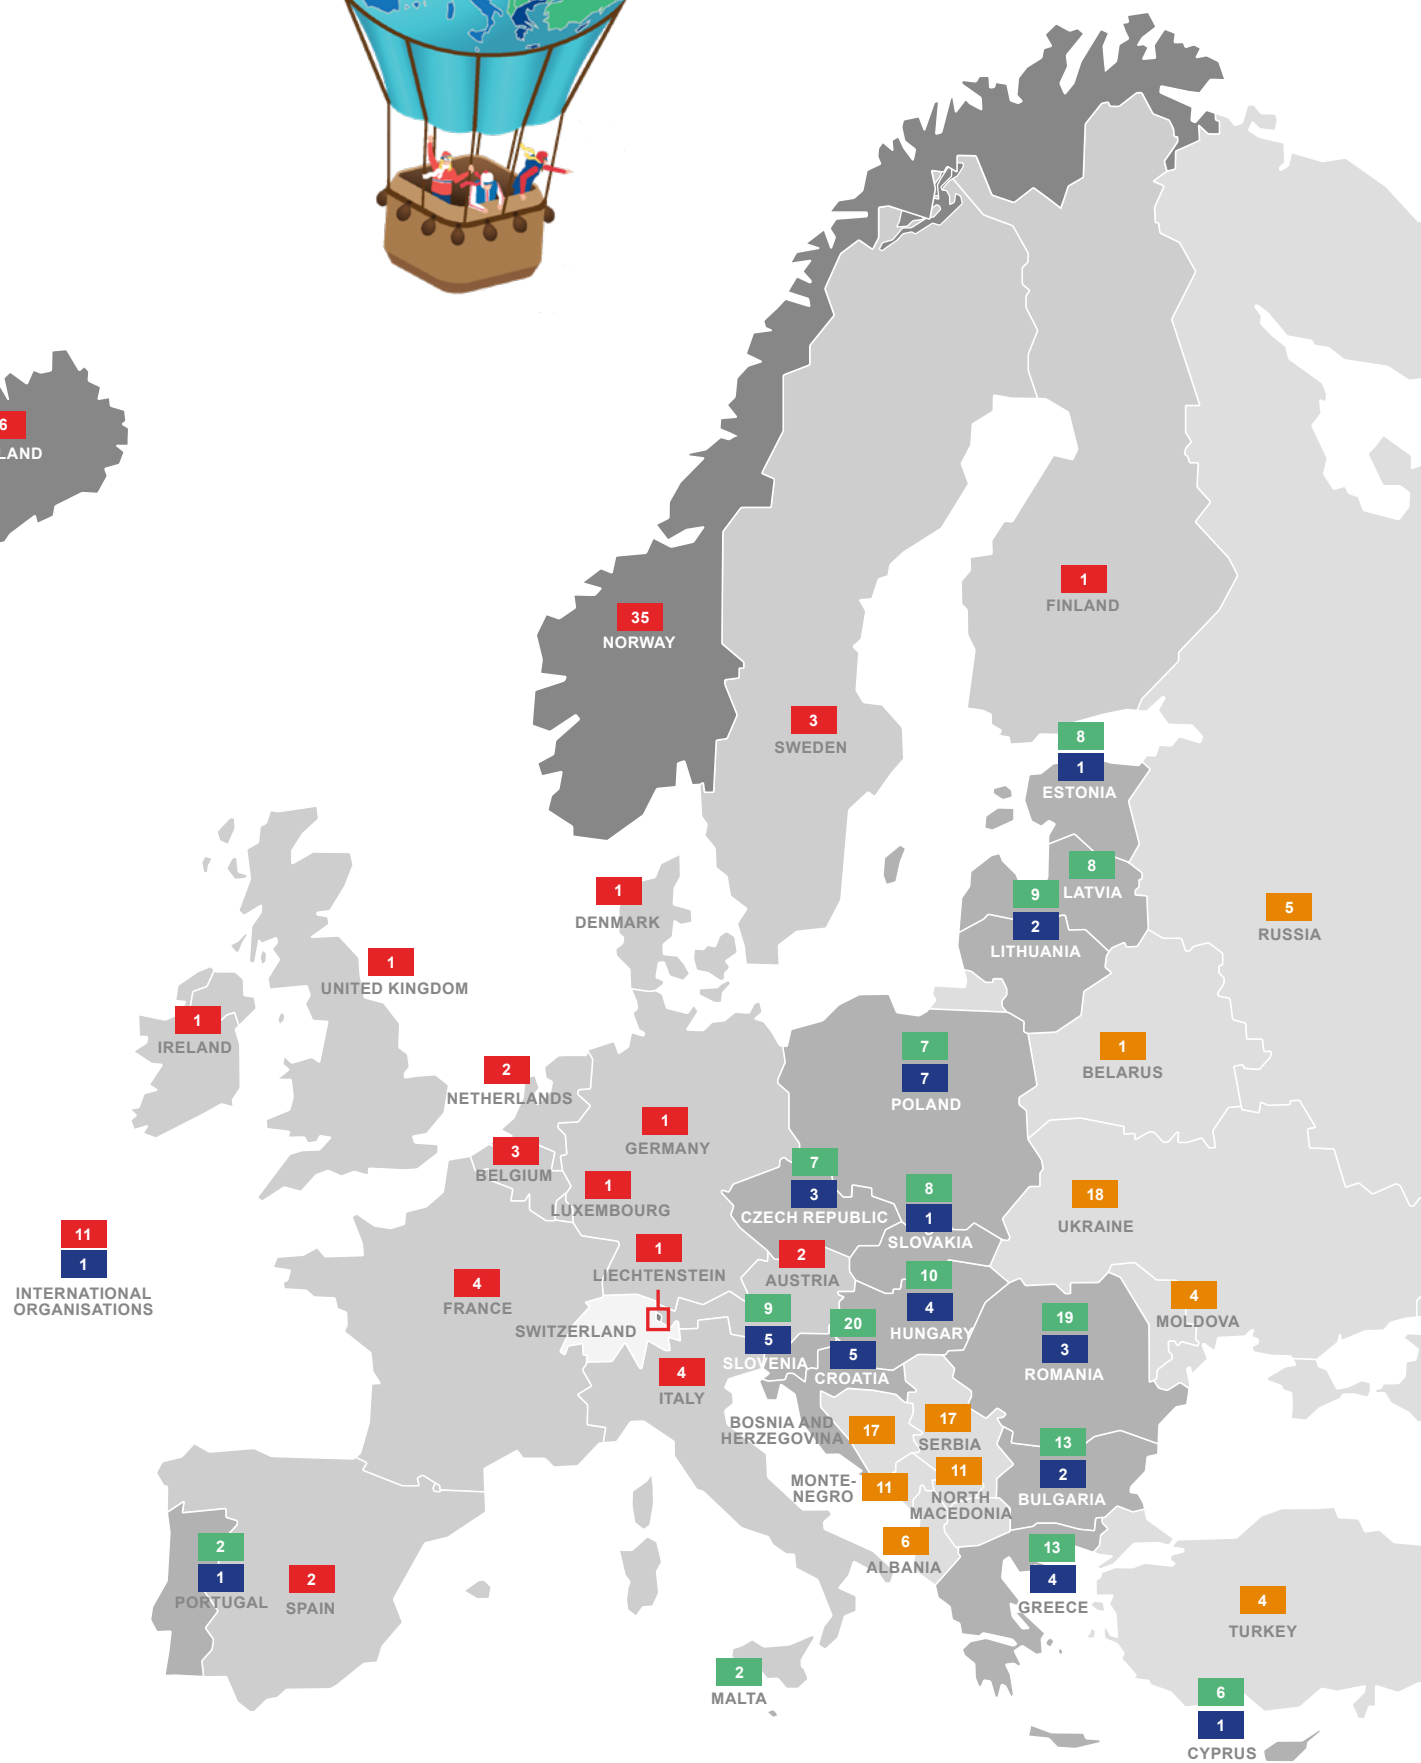 6
LAND
35
NORWAY
1
FINLAND
3
SWEDEN
8
1
ESTONIA
8
LATVIA
9
2
LITHUANIA
1
DENMARK
5
RUSSIA
1
UNITED KINGDOM
1
IRELAND
1
BELARUS
7
7
POLAND
2
NETHERLANDS
1
GERMANY
3
BELGIUM
1
LUXEMBOURG
7
3
CZECH REPUBLIC
8
1
SLOVAKIA
18
UKRAINE
11
1
INTERNATIONAL
ORGANISATIONS
1
LIECHTENSTEIN
2
AUSTRIA
4
FRANCE
SWITZERLAND
10
4
HUNGARY
9
5
SLOVENIA
20
5
CROATIA
19
3
ROMANIA
4
MOLDOVA
4
ITALY
BOSNIA AND
HERZEGOVINA
17
17
SERBIA
13
2
BULGARIA
MONTE-
NEGRO
11
11
NORTH
MACEDONIA
6
ALBANIA
13
4
GREECE
2
1
PORTUGAL
2
SPAIN
4
TURKEY
2
MALTA
6
1
CYPRUS